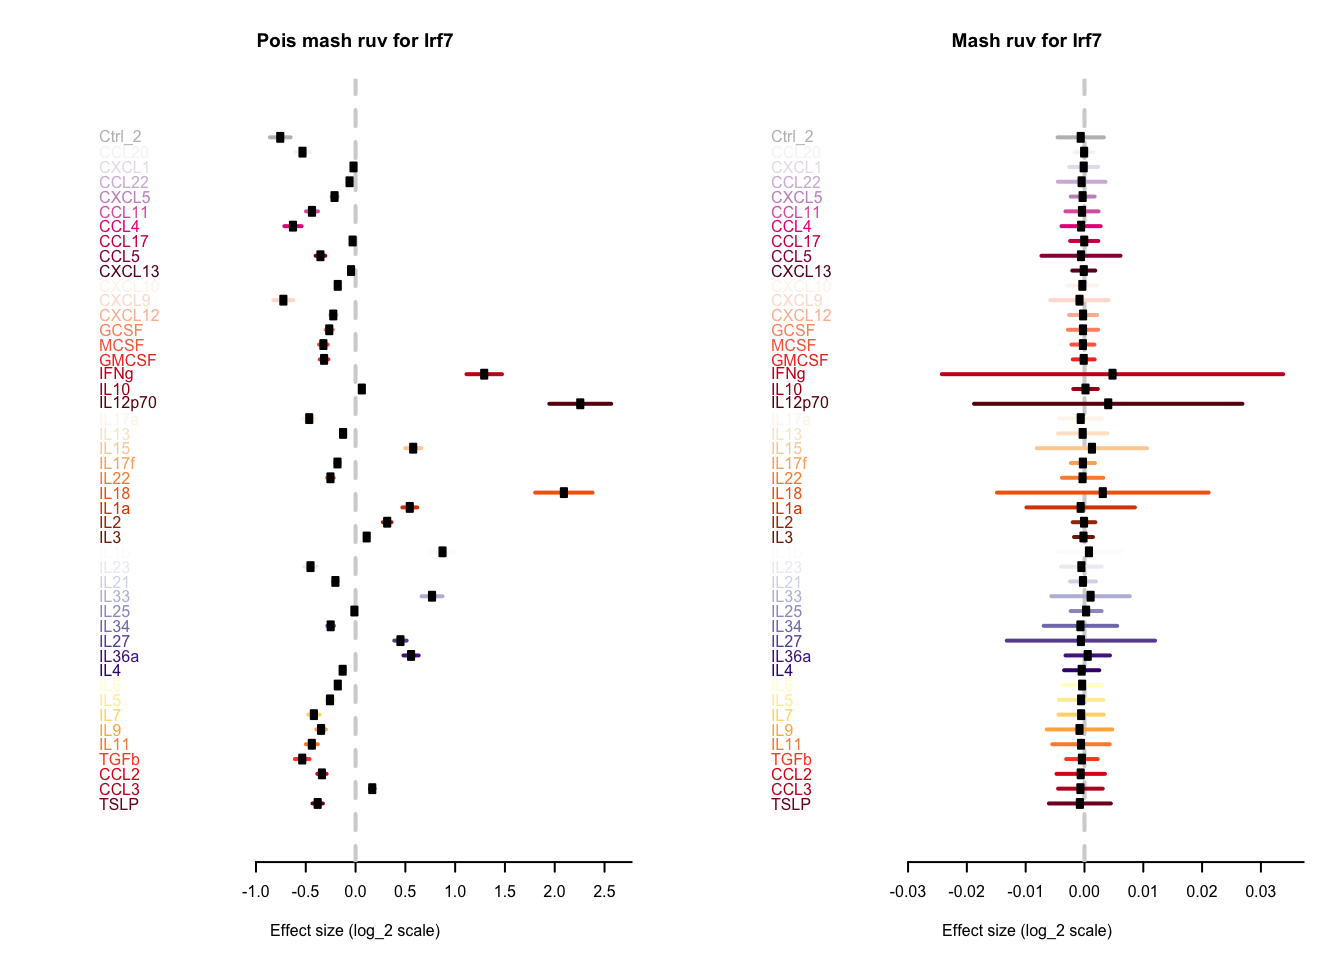 Pois mash ruv for Irf7
Ctrl_2
CCL20
CXCL1
CCL22
CXCL5
CCL11
CCL4
CCL17
CCL5
CXCL13
CXCL10
CXCL9
CXCL12
GCSF
MCSF
GMCSF
IFNg
IL10
IL12p70
IL13
IL15
IL17f
IL22
IL18
IL1a
IL2
IL3
IL23
IL21
IL33
IL25
IL34
IL27
IL36a
IL4
IL5
IL7
IL9
IL11
TGFb
CCL2
CCL3
TSLP
-1.0 -0.5 0.0 0.5 1.0 1.5 2.0 2.5
Effect size (log_2 scale)
Mash ruv for Irf7
Ctrl_2
CCL20
CXCL1
CCL22
CXCL5
CCL11
CCL4
CCL17
CCL5
CXCL13
CXCL10
CXCL9
CXCL12
GCSF
MCSF
GMCSF
IFNg
IL10
IL12p70
IL13
IL15
IL17f
IL22
IL18
IL1a
IL2
IL3
IL23
IL21
IL33
IL25
IL34
IL27
IL36a
IL4
IL5
IL7
IL9
IL11
TGFb
CCL2
CCL3
TSLP
-0.03 -0.02 -0.01 0.00 0.01 0.02 0.03
Effect size (log_2 scale)